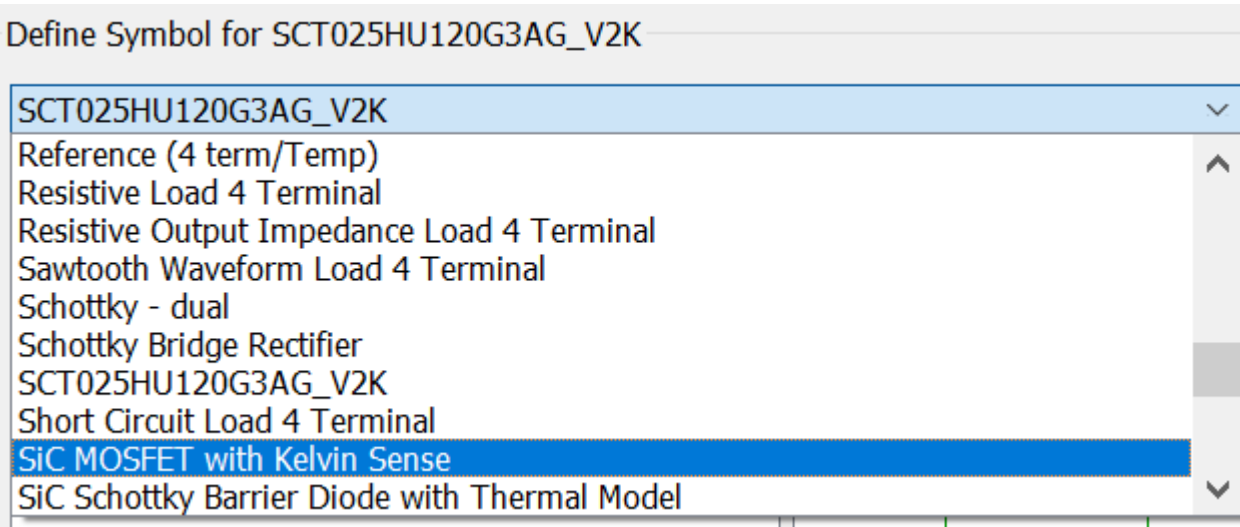 Define Symbol for SCT025HU120G3AG_V2K
SCT025HU120G3AG_V2K
Reference (4 term/Temp)
Resistive Load 4 Terminal
Resistive Output Impedance Load 4 Terminal
Sawtooth Waveform Load 4 Terminal
Schottky - dual
Schottky Bridge Rectifier
SCT025HU120G3AG_V2K
Short Circuit Load 4 Terminal
SiC MOSFET with Kelvin Sense
SiC Schottky Barrier Diode with Thermal Model